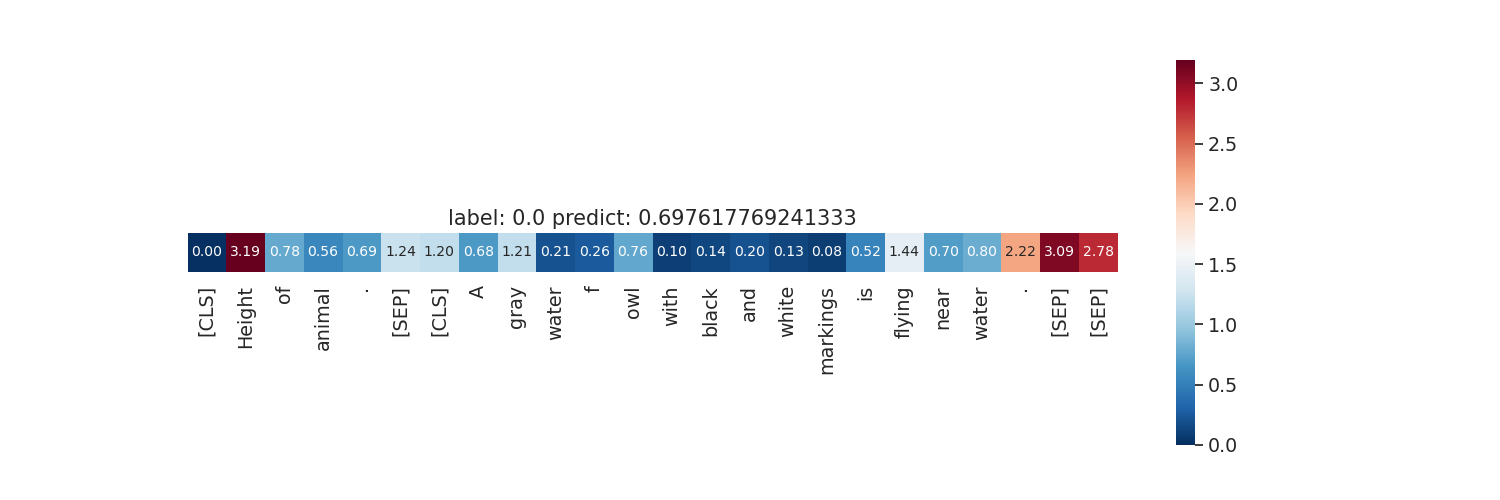 label: 0.0 predict: 0.697617769241333
0.00 3.19 0.78 0.56 0.69 1.24 1.20 0.68 1.21 0.21 0.26 0.76 0.10 0.14 0.20 0.13 0.08 0.52 1.44 0.70 0.80 2.22 3.09 2.78
[CLS] Height of animal . [SEP] [CLS] A gray water f owl with black and white markings is flying near water . [SEP] [SEP]
3.0
2.5
2.0
1.5
1.0
0.5
0.0